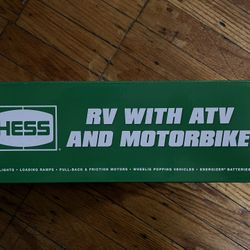 HESS®
RV WITH ATV
AND MOTORBIKE
LIGHTS • LOADING RAMPS • PULL-BACK & FRICTION MOTORS • WHEELIE POPPING VEHICLES • ENERGIZER® BATTERIES